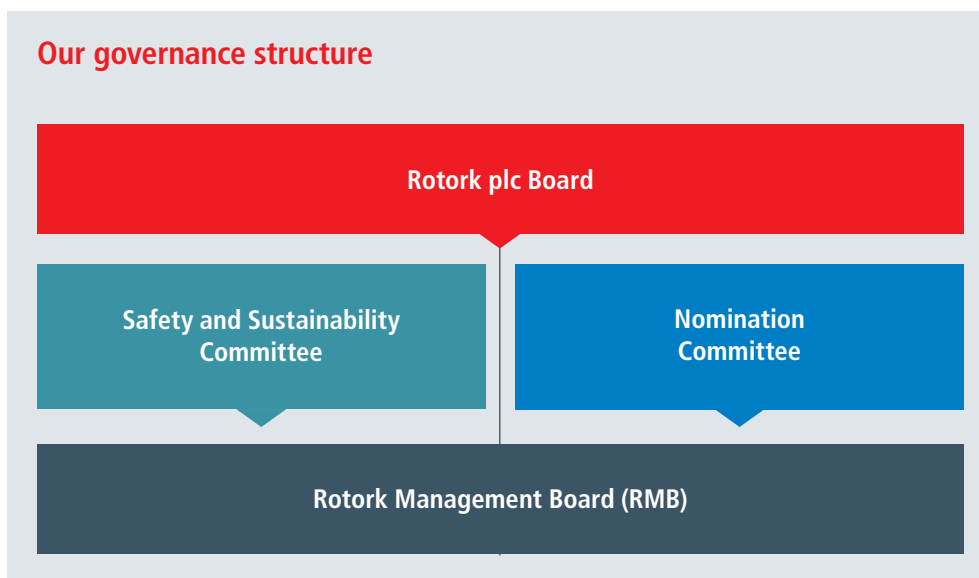 Our governance structure
Rotork plc Board
Safety and Sustainability
Committee
Nomination
Committee
Rotork Management Board (RMB)